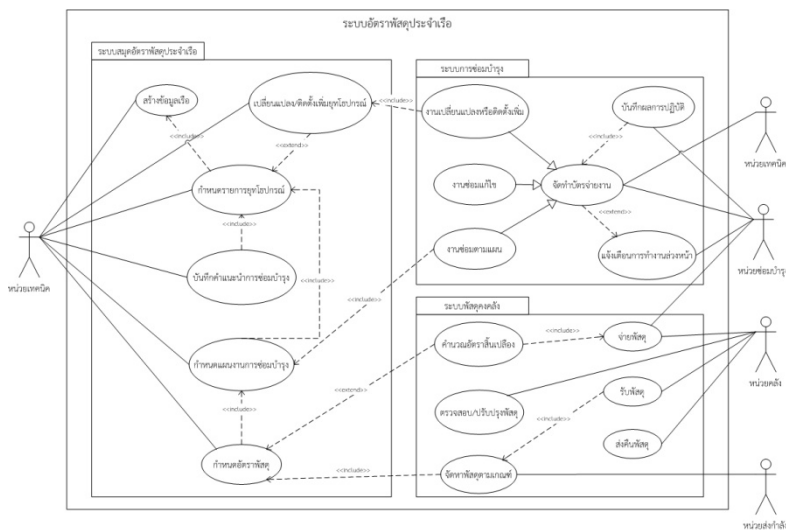 ระบบอัตราพัสดุประจำเรือ
ระบบสมุดอัตราพัสดุประจำเรือ
สร้างข้อมูลเรือ
เปลี่ยนแปลง/ติดตั้งเพิ่มยุทโธปกรณ์
<<include>>
<<extend>>
กำหนดรายการยุทโธปกรณ์
<<include>>
<<include>>
บันทึกคำแนะนำการซ่อมบำรุง
กำหนดแผนงานการซ่อมบำรุง
<<include>>
กำหนดอัตราพัสดุ
หน่วยเทคนิค
<<include>>
<<include>>
<<extend>>
<<include>>
ระบบการซ่อมบำรุง
งานเปลี่ยนแปลงหรือติดตั้งเพิ่ม
บันทึกผลการปฏิบัติ
<<include>>
งานซ่อมแก้ไข
จัดทำบัตรจ่ายงาน
<<extend>>
งานซ่อมตามแผน
แจ้งเตือนการทำงานล่วงหน้า
ระบบพัสดุคงคลัง
คำนวณอัตราสิ้นเปลือง
<<include>>
จ่ายพัสดุ
ตรวจสอบ/ปรับปรุงพัสดุ
<<include>>
รับพัสดุ
ส่งคืนพัสดุ
จัดหาพัสดุตามเกณฑ์
หน่วยเทคนิค
หน่วยซ่อมบำรุง
หน่วยคลัง
หน่วยส่งกำลัง